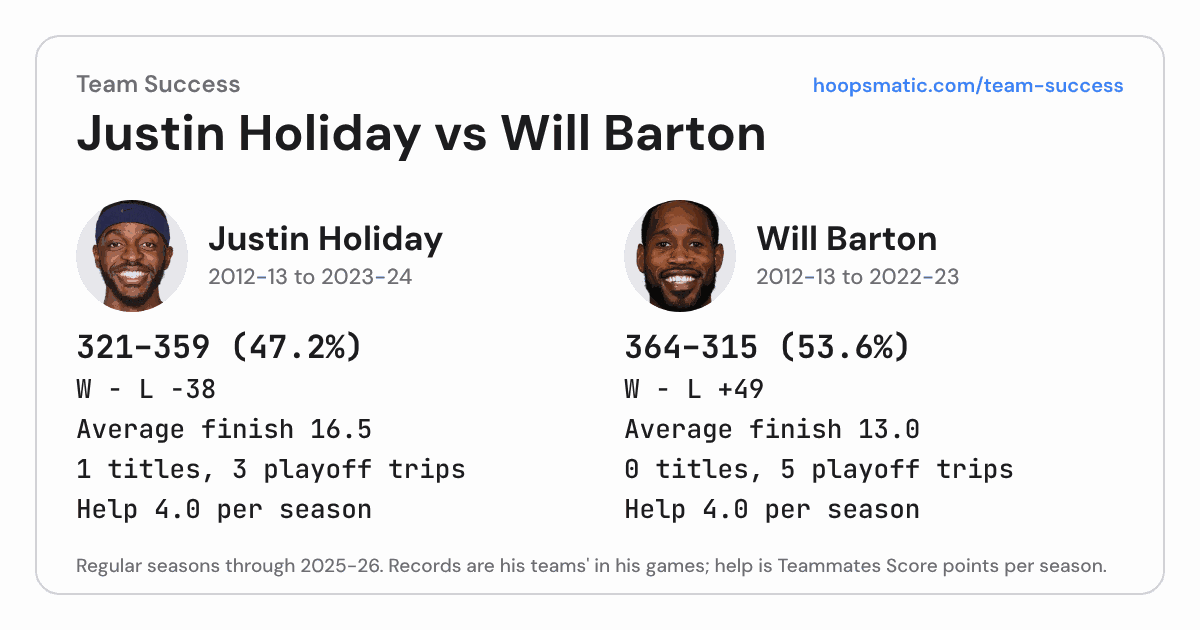 Team Success
hoopsmatic.com/team-success
Justin Holiday vs Will Barton
Justin Holiday
2012-13 to 2023-24
321-359 (47.2%)
W - L -38
Average finish 16.5
1 titles, 3 playoff trips
Help 4.0 per season
Will Barton
2012-13 to 2022-23
364-315 (53.6%)
W - L +49
Average finish 13.0
0 titles, 5 playoff trips
Help 4.0 per season
Regular seasons through 2025-26. Records are his teams' in his games; help is Teammates Score points per season.